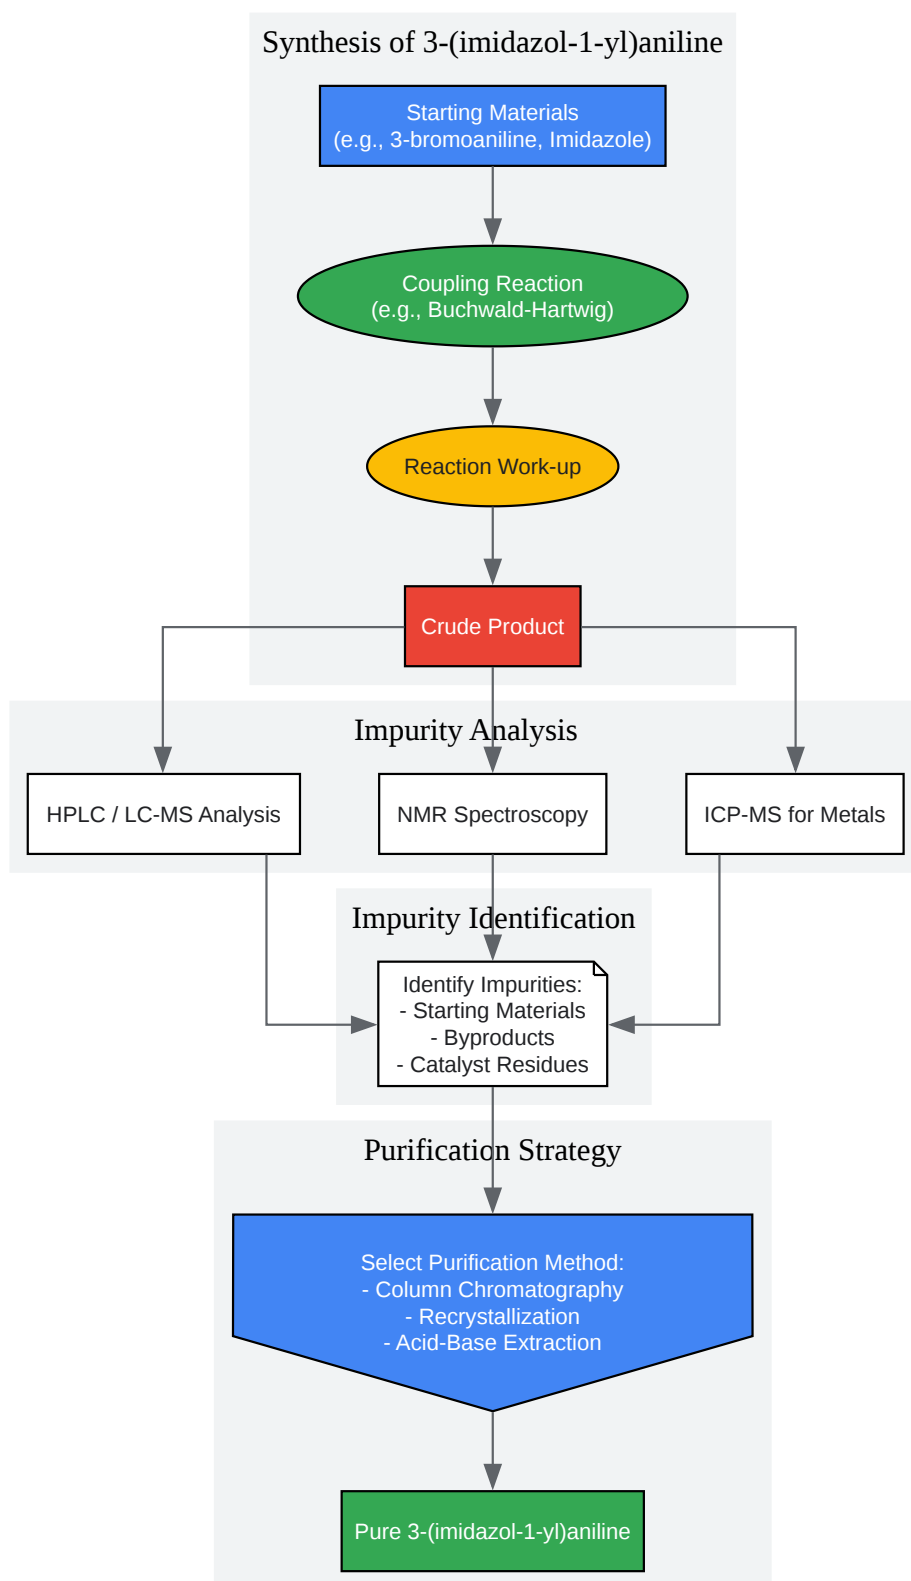 Synthesis of 3-(imidazol-1-yl)aniline
Starting Materials
(e.g., 3-bromoaniline, Imidazole)
Coupling Reaction
(e.g., Buchwald-Hartwig)
Reaction Work-up
Crude Product
Impurity Analysis
HPLC / LC-MS Analysis
NMR Spectroscopy
ICP-MS for Metals
Impurity Identification
Identify Impurities:
- Starting Materials
- Byproducts
- Catalyst Residues
Purification Strategy
Select Purification Method:
- Column Chromatography
- Recrystallization
- Acid-Base Extraction
Pure 3-(imidazol-1-yl)aniline